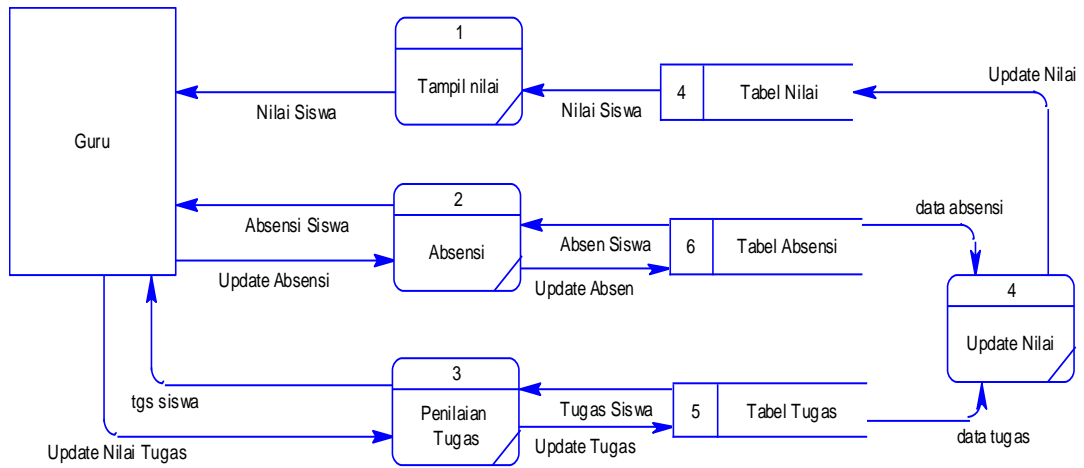 1
Tampil nilai
Nilai Siswa
Nilai Siswa
4
Tabel Nilai
Update Nilai
Guru
2
Absensi
Absensi Siswa
Update Absensi
Absen Siswa
Update Absen
6
Tabel Absensi
data absensi
4
Update Nilai
3
Penilaian
Tugas
tgs siswa
Update Nilai Tugas
Tugas Siswa
Update Tugas
5
Tabel Tugas
data tugas